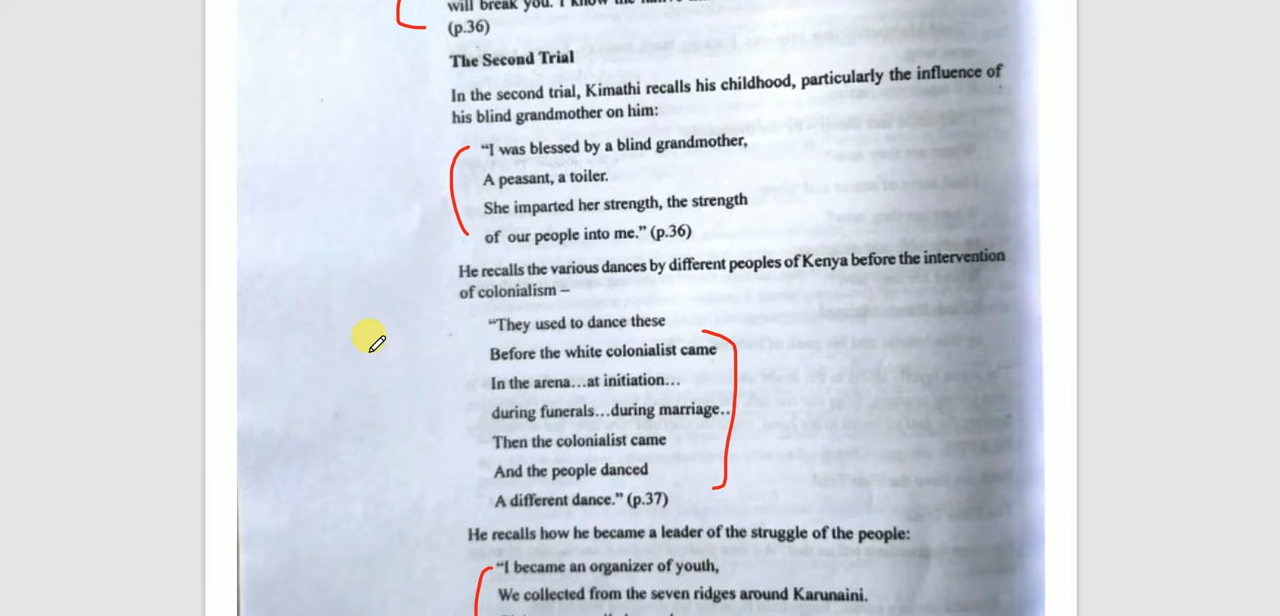 will break you. I know the
(p.36)
The Second Trial
In the second trial, Kimathi recalls his childhood, particularly the influence of
his blind grandmother on him:
“I was blessed by a blind grandmother,
A peasant, a toiler.
She imparted her strength, the strength
of our people into me.” (p.36)
He recalls the various dances by different peoples of Kenya before the intervention
of colonialism –
“They used to dance these
Before the white colonialist came
In the arena…at initiation…
during funerals…during marriage..
Then the colonialist came
And the people danced
A different dance.” (p.37)
He recalls how he became a leader of the struggle of the people:
“I became an organizer of youth,
We collected from the seven ridges around Karunaini.